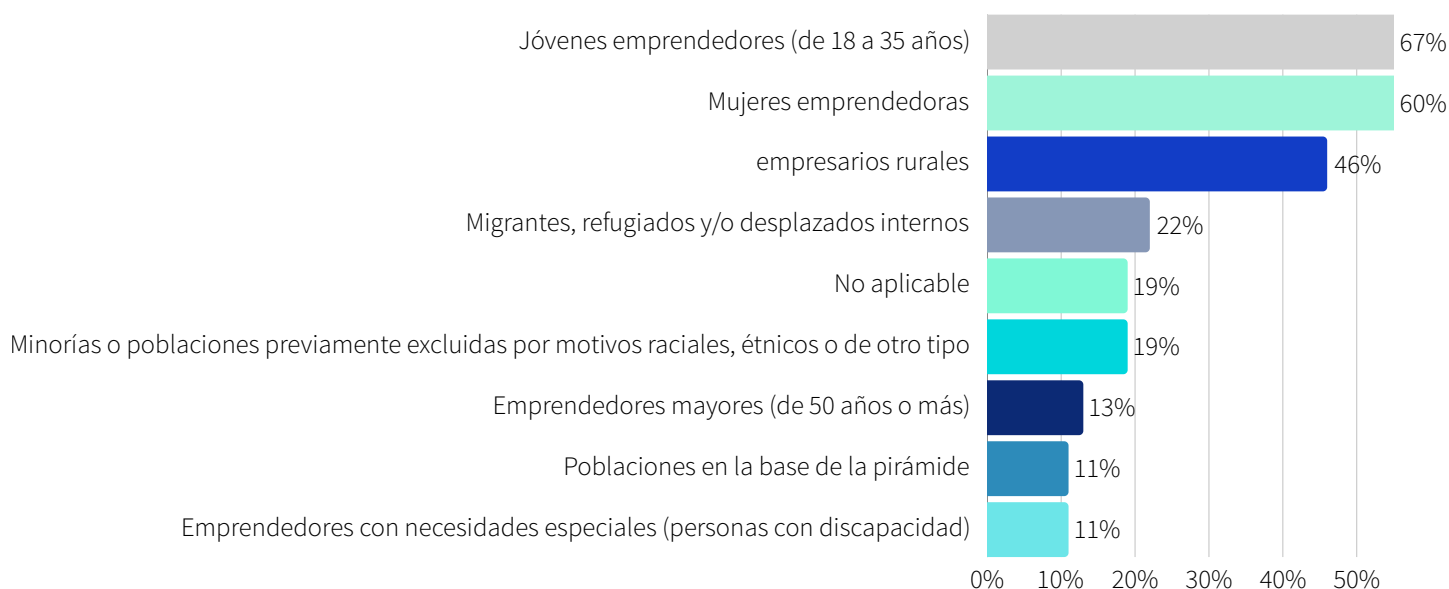 Jóvenes emprendedores (de 18 a 35 años) 67%
Mujeres emprendedoras 60%
empresarios rurales 46%
Migrantes, refugiados y/o desplazados internos 22%
No aplicable 19%
Minorías o poblaciones previamente excluidas por motivos raciales, étnicos o de otro tipo 19%
Emprendedores mayores (de 50 años o más) 13%
Poblaciones en la base de la pirámide 11%
Emprendedores con necesidades especiales (personas con discapacidad) 11%
0% 10% 20% 30% 40% 50%